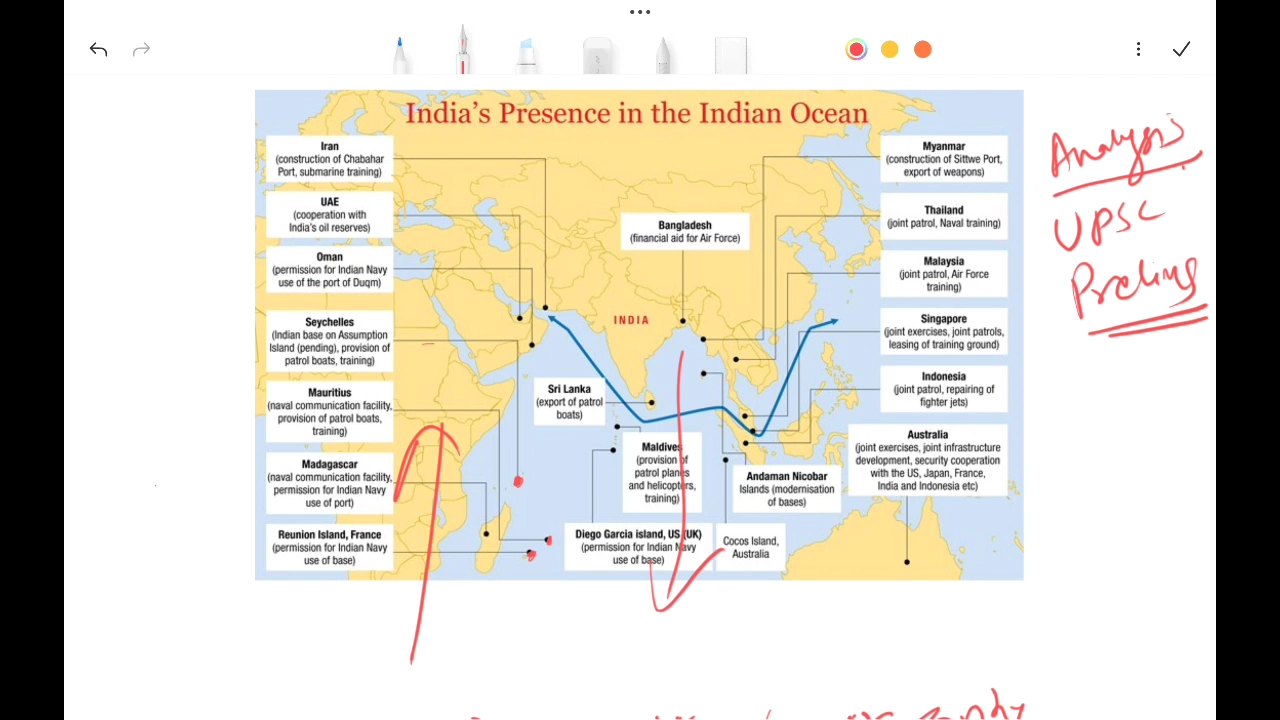 India's Presence in the Indian Ocean
Iran
(construction of Chabahar
Port, submarine training)
UAE
(cooperation with
India's oil reserves)
Oman
(permission for Indian Navy
use of the port of Duqm)
Seychelles
(Indian base on Assumption
Island (pending), provision of
patrol boats, training)
Mauritius
(naval communication facility,
provision of patrol boats,
training)
Madagascar
(naval communication facility,
permission for Indian Navy
use of port)
Reunion Island, France
(permission for Indian Navy
use of base)
Bangladesh
(financial aid for Air Force)
INDIA
Sri Lanka
(export of patrol
boats)
Maldives
(provision of
patrol planes
and helicopters,
training)
Diego Garcia island, US (UK)
(permission for Indian Navy
use of base)
Cocos Island,
Australia
Andaman Nicobar
Islands (modernisation
of bases)
Myanmar
(construction of Sittwe Port,
export of weapons)
Thailand
(joint patrol, Naval training)
Malaysia
(joint patrol, Air Force
training)
Singapore
(joint exercises, joint patrols,
leasing of training ground)
Indonesia
(joint patrol, repairing of
fighter jets)
Australia
(joint exercises, joint infrastructure
development, security cooperation
with the US, Japan, France,
India and Indonesia etc)
Analysis
UPSC
Prelims